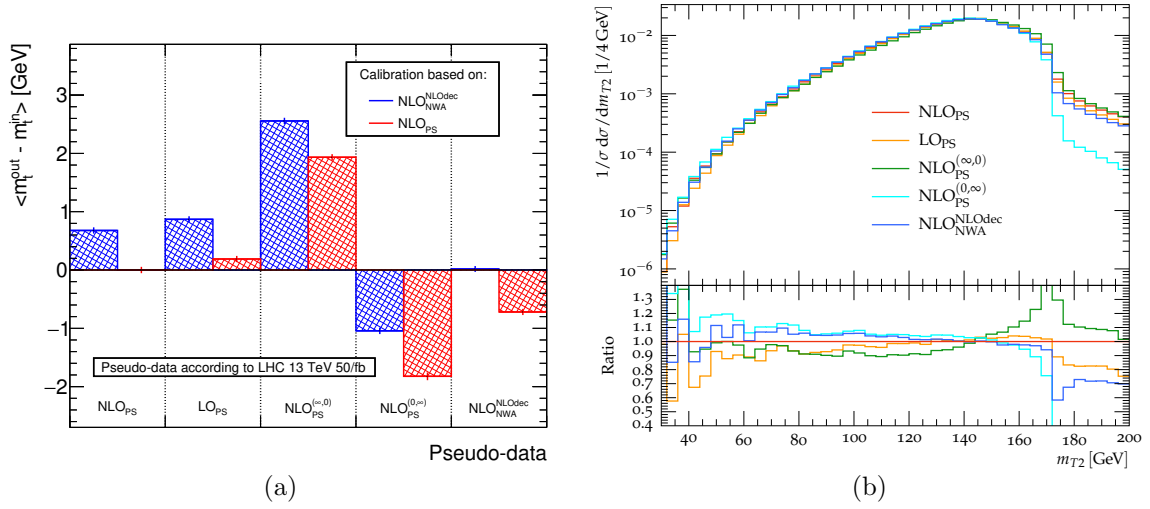 (a)
<m_t^out - m_t^in> [GeV]
3
2
1
0
−1
−2
Calibration based on:
NLO_NWA^NLOdec
NLO_PS
Pseudo-data according to LHC 13 TeV 50/fb
NLO_PS LO_PS NLO_PS^(∞,0) NLO_PS^(0,∞) NLO_NWA^NLOdec
Pseudo-data
(a)
(b)
1/σ dσ/dm_T2 [1/4 GeV]
10^−2
10^−3
10^−4
10^−5
10^−6
NLO_PS
LO_PS
NLO_PS^(∞,0)
NLO_PS^(0,∞)
NLO_NWA^NLOdec
Ratio
1.3
1.2
1.1
1.0
0.9
0.8
0.7
0.6
0.5
0.4
40 60 80 100 120 140 160 180 200
m_T2 [GeV]
(b)